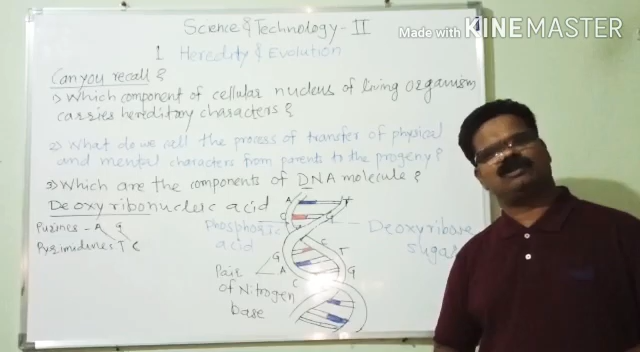 Made with KINEMASTER
Science & Technology - II
1 Heredity & Evolution
Can you recall?
1) Which component of cellular nucleus of living organism
carries hereditary characters?
2) What do we call the process of transfer of physical
and mental characters from parents to the progeny?
3) Which are the components of DNA molecule?
Deoxyribonucleic acid
Purines - A G
Pyrimidines T C
Phosphoric
acid
Deoxyribose
sugar
Pair
of Nitrogen
base
A T
C
C
G T
A
C G